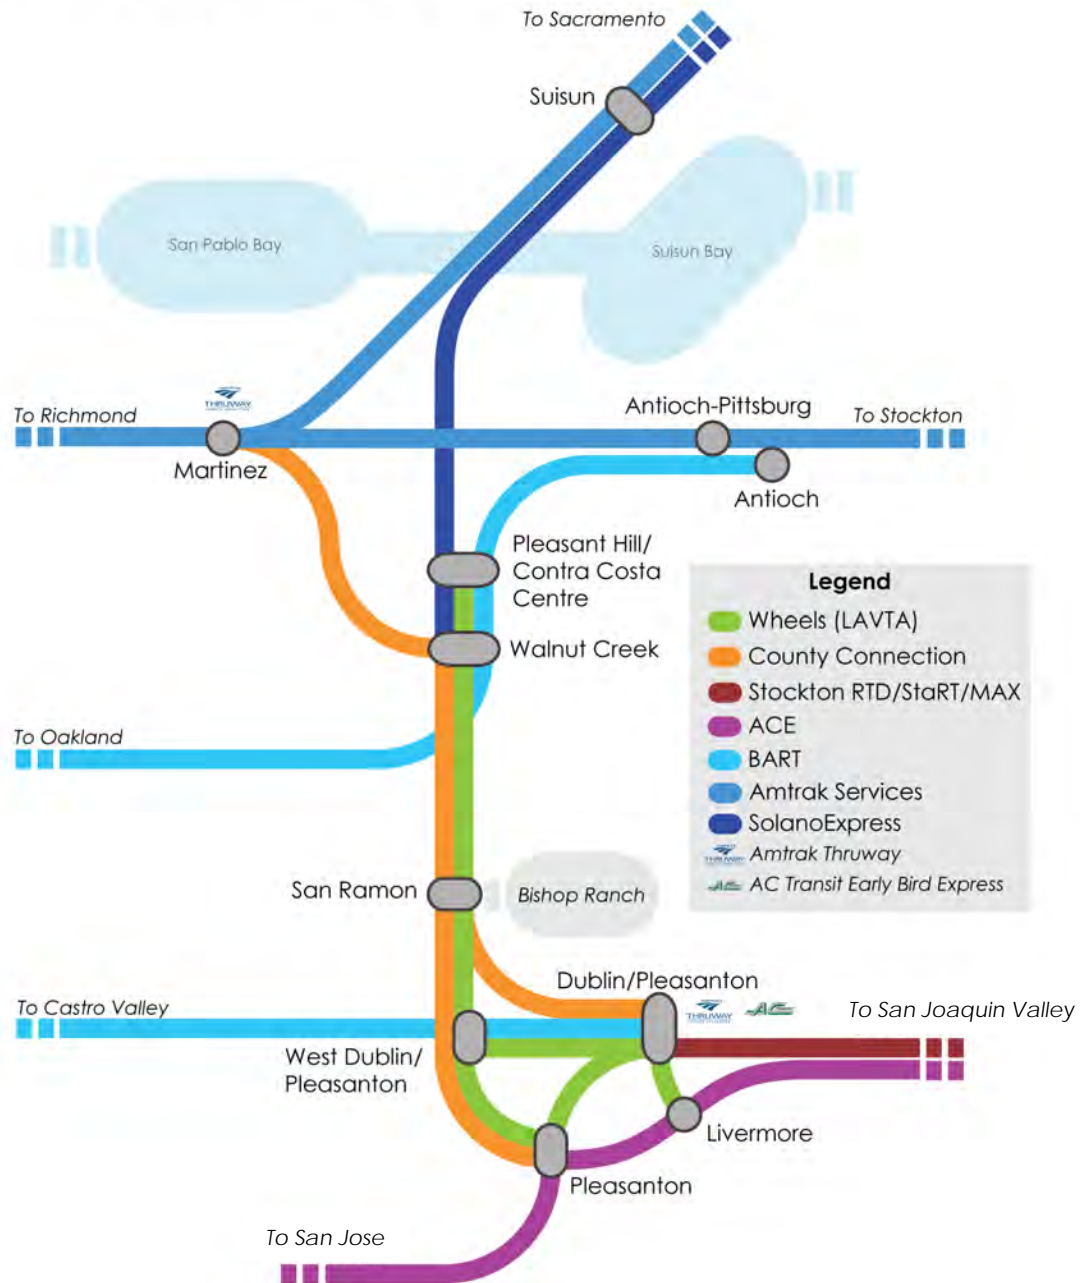 To Sacramento
Suisun
San Pablo Bay
Suisun Bay
THRUWAY
To Richmond
Antioch-Pittsburg
To Stockton
Martinez
Antioch
Pleasant Hill/
Contra Costa
Centre
Walnut Creek
To Oakland
Legend
Wheels (LAVTA)
County Connection
Stockton RTD/StaRT/MAX
ACE
BART
Amtrak Services
SolanoExpress
THRUWAY
Amtrak Thruway
AC Transit Early Bird Express
San Ramon
Bishop Ranch
Dublin/Pleasanton
THRUWAY
To Castro Valley
To San Joaquin Valley
West Dublin/
Pleasanton
Livermore
Pleasanton
To San Jose